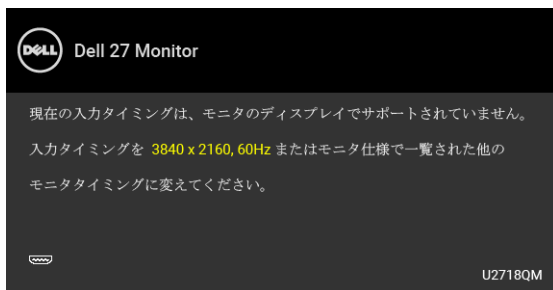 DELL Dell 27 Monitor
現在の入力タイミングは、モニタのディスプレイでサポートされていません。
入力タイミングを 3840 x 2160, 60Hz またはモニタ仕様で一覧された他の
モニタタイミングに変えてください。
U2718QM